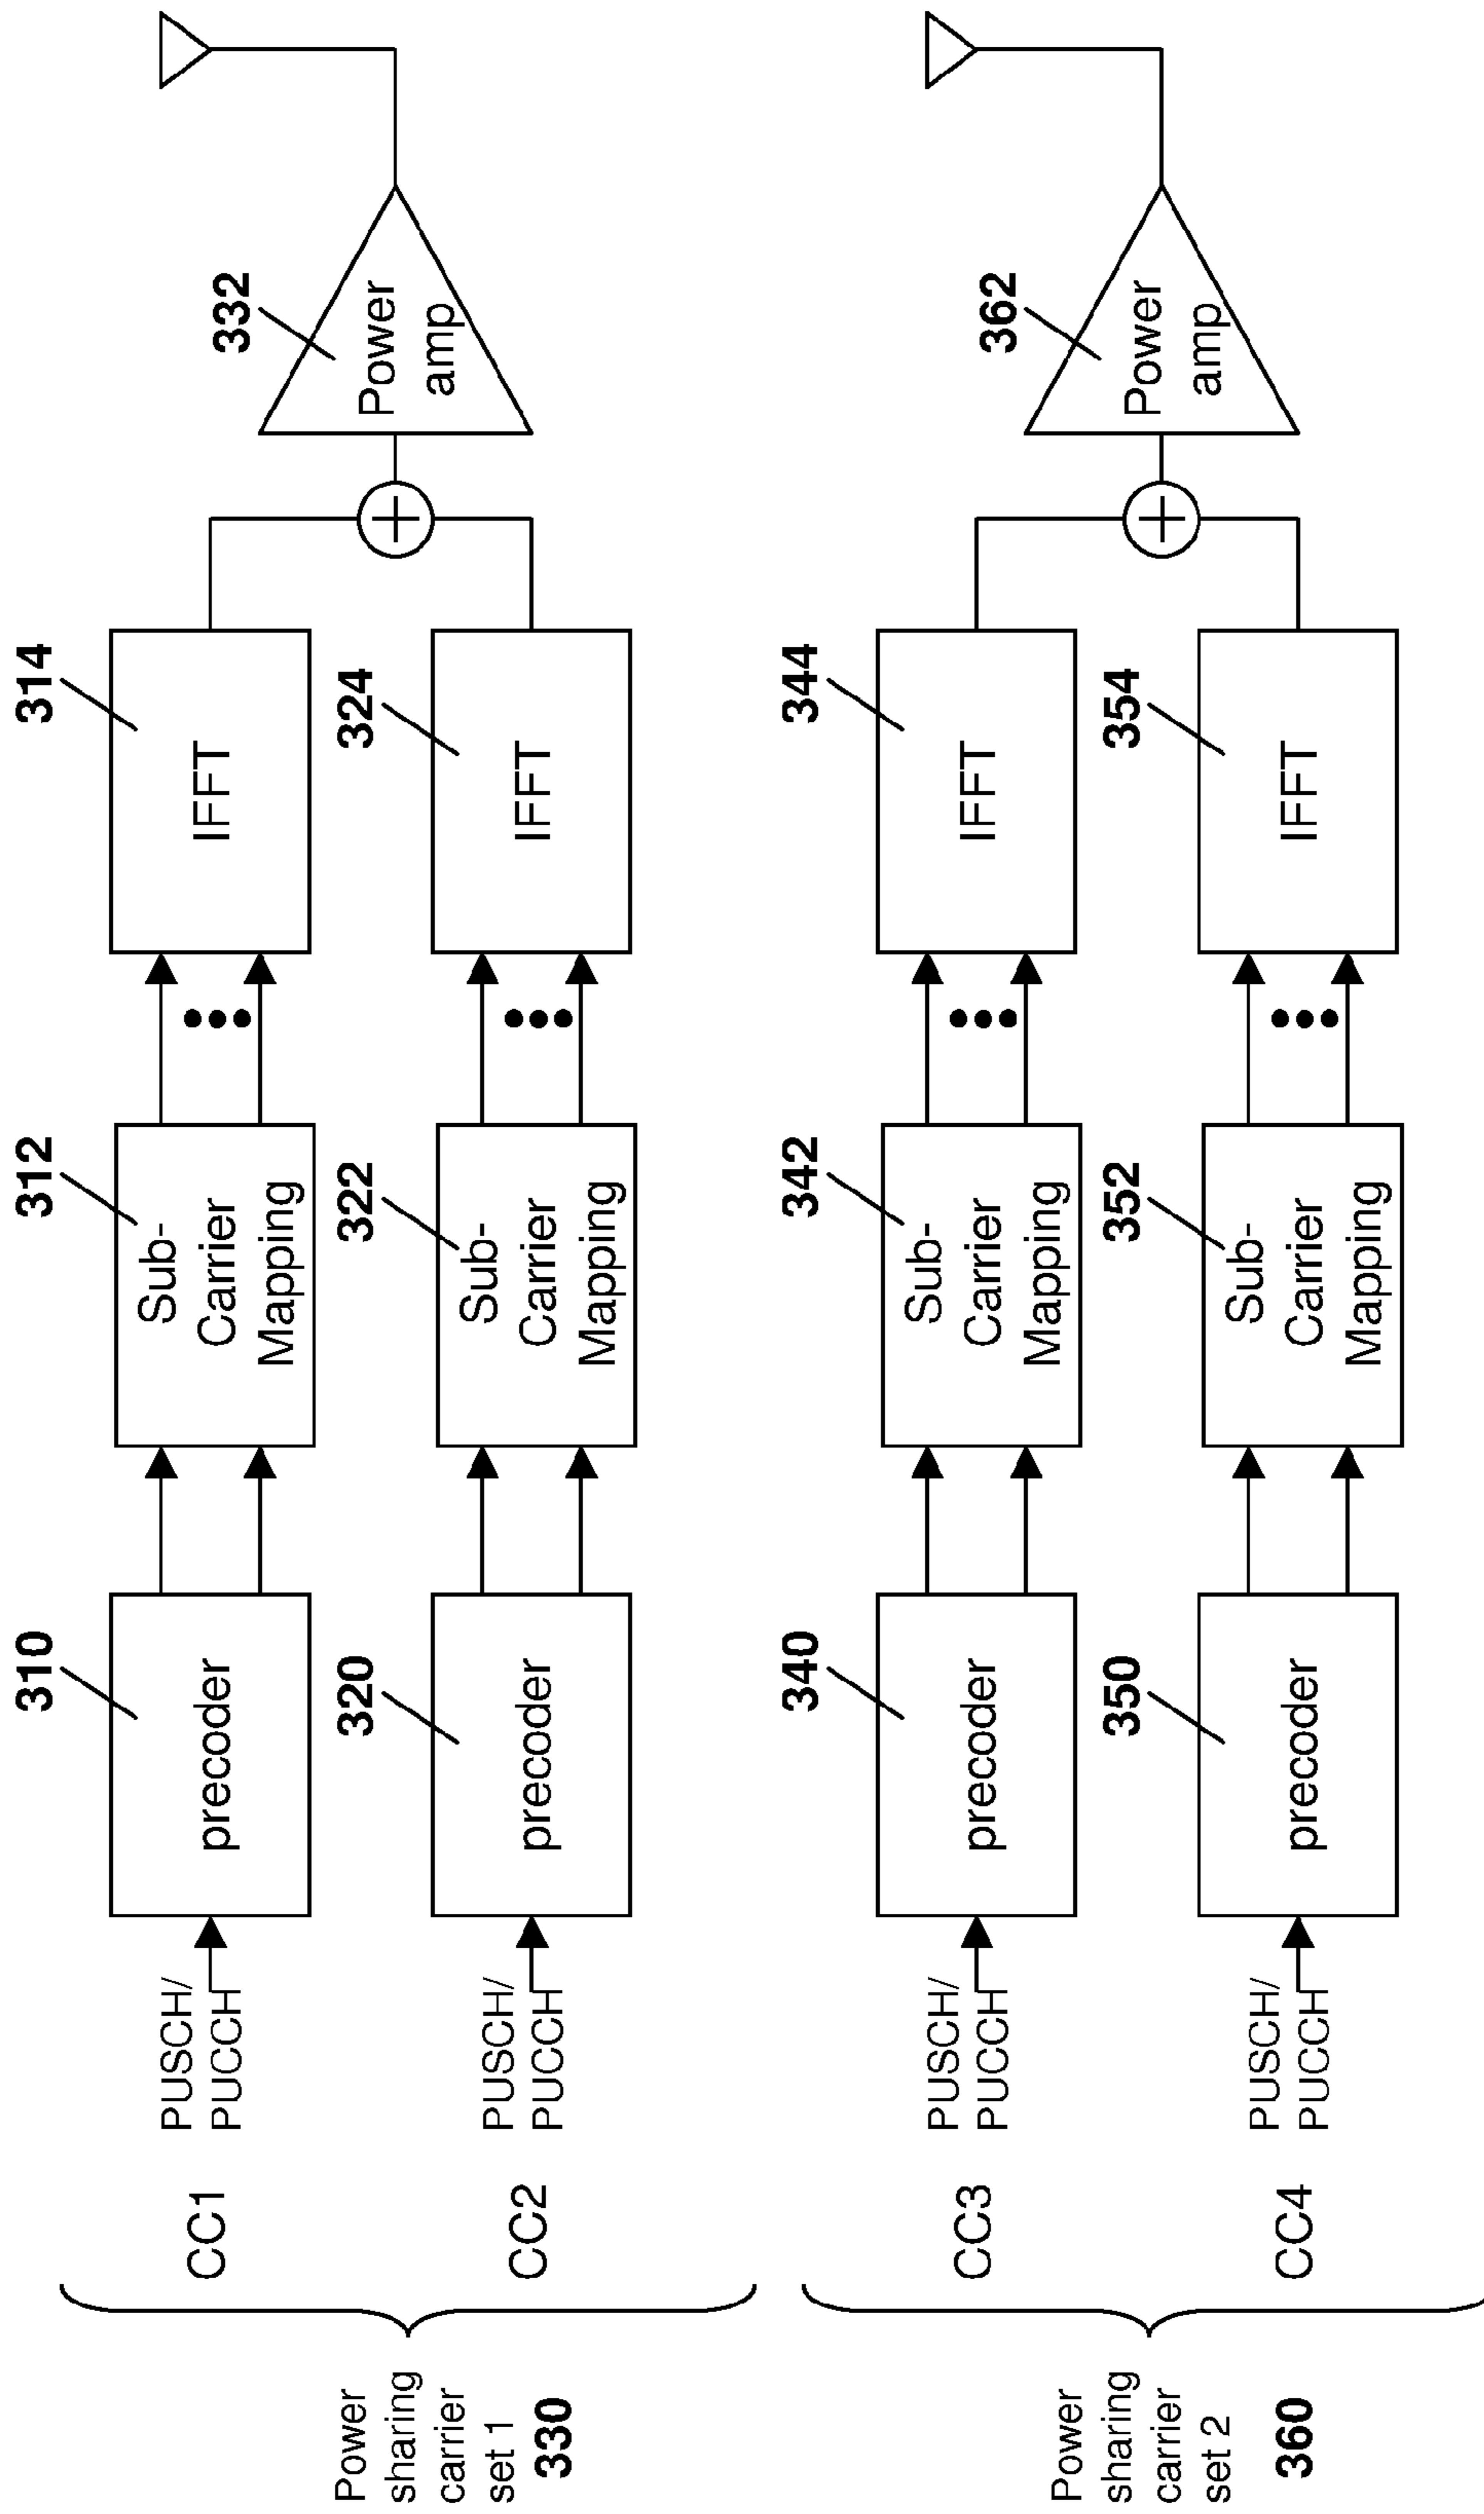 Power
sharing
carrier
set 1
330
CC1
PUSCH/
PUCCH
310
precoder
312
Sub-
Carrier
Mapping
314
IFFT
CC2
PUSCH/
PUCCH
320
precoder
322
Sub-
Carrier
Mapping
324
IFFT
332
Power
amp
Power
sharing
carrier
set 2
360
CC3
PUSCH/
PUCCH
340
precoder
342
Sub-
Carrier
Mapping
344
IFFT
CC4
PUSCH/
PUCCH
350
precoder
352
Sub-
Carrier
Mapping
354
IFFT
362
Power
amp